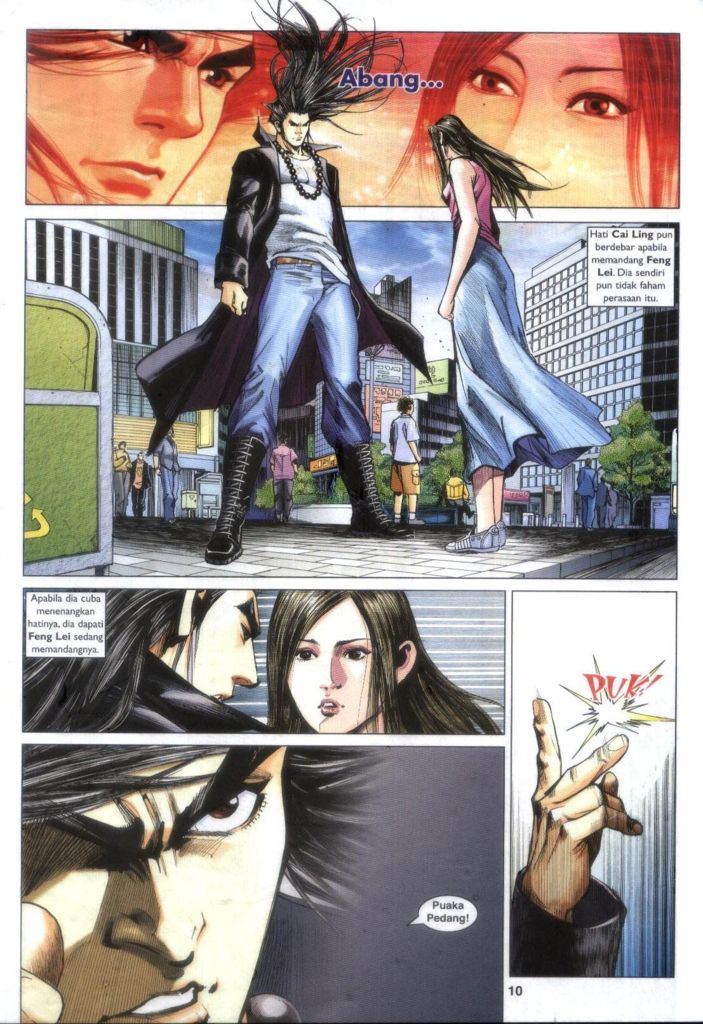 Abang...
Hati Cai Ling pun
berdebar apabila
memandang Feng
Lei. Dia sendiri
pun tidak faham
perasaan itu.
Apabila dia cuba
menenangkan
hatinya, dia dapati
Feng Lei sedang
memandangnya.
PUK!
Puaka
Pedang!
10